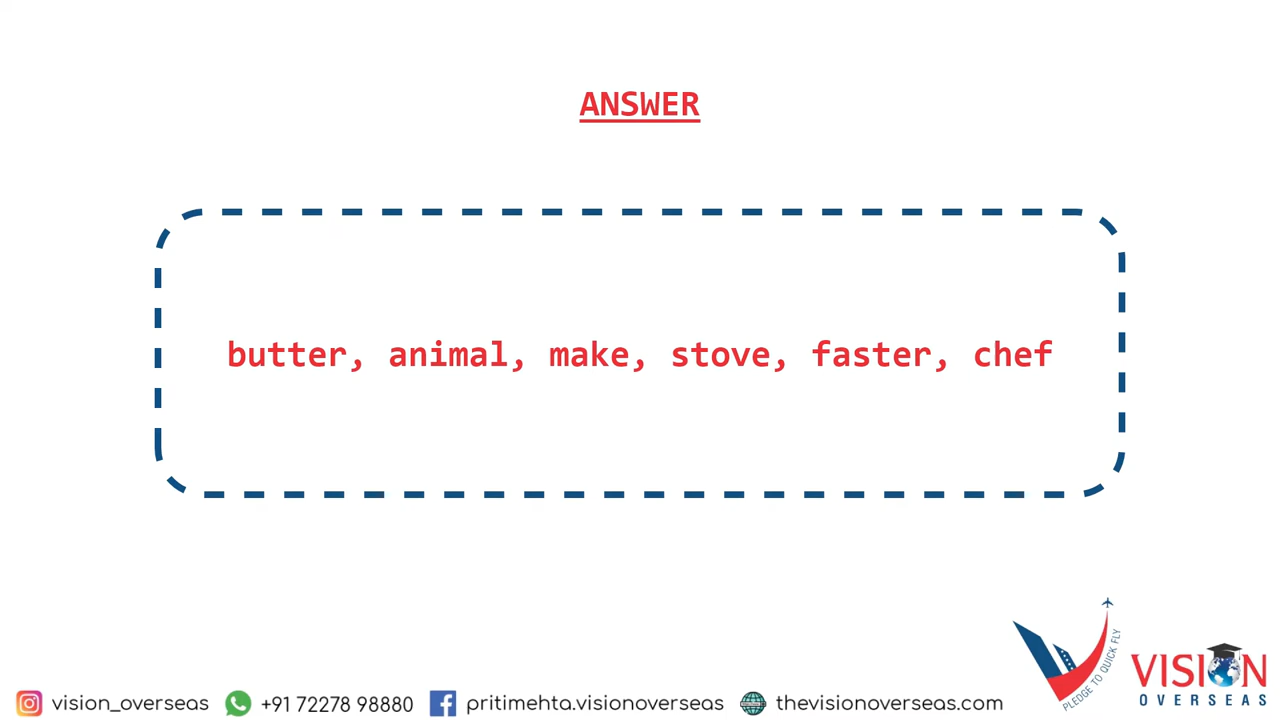 ANSWER
butter, animal, make, stove, faster, chef
PLEDGE TO QUICK FLY
VISION
OVERSEAS
vision_overseas +91 72278 98880 pritimehta.visionoverseas thevisionoverseas.com